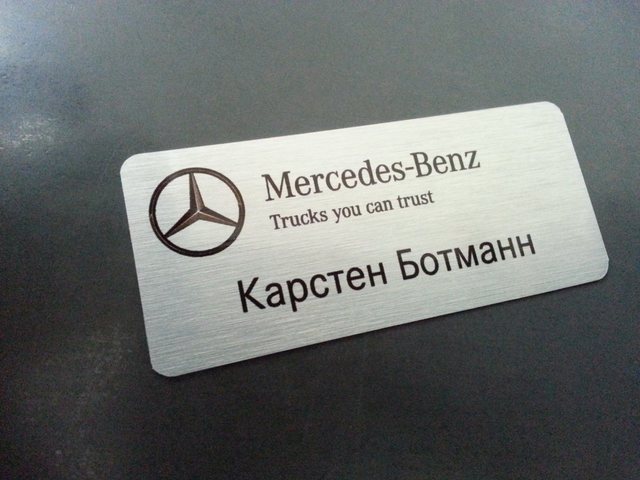 Mercedes-Benz
Trucks you can trust
Карстен Ботманн